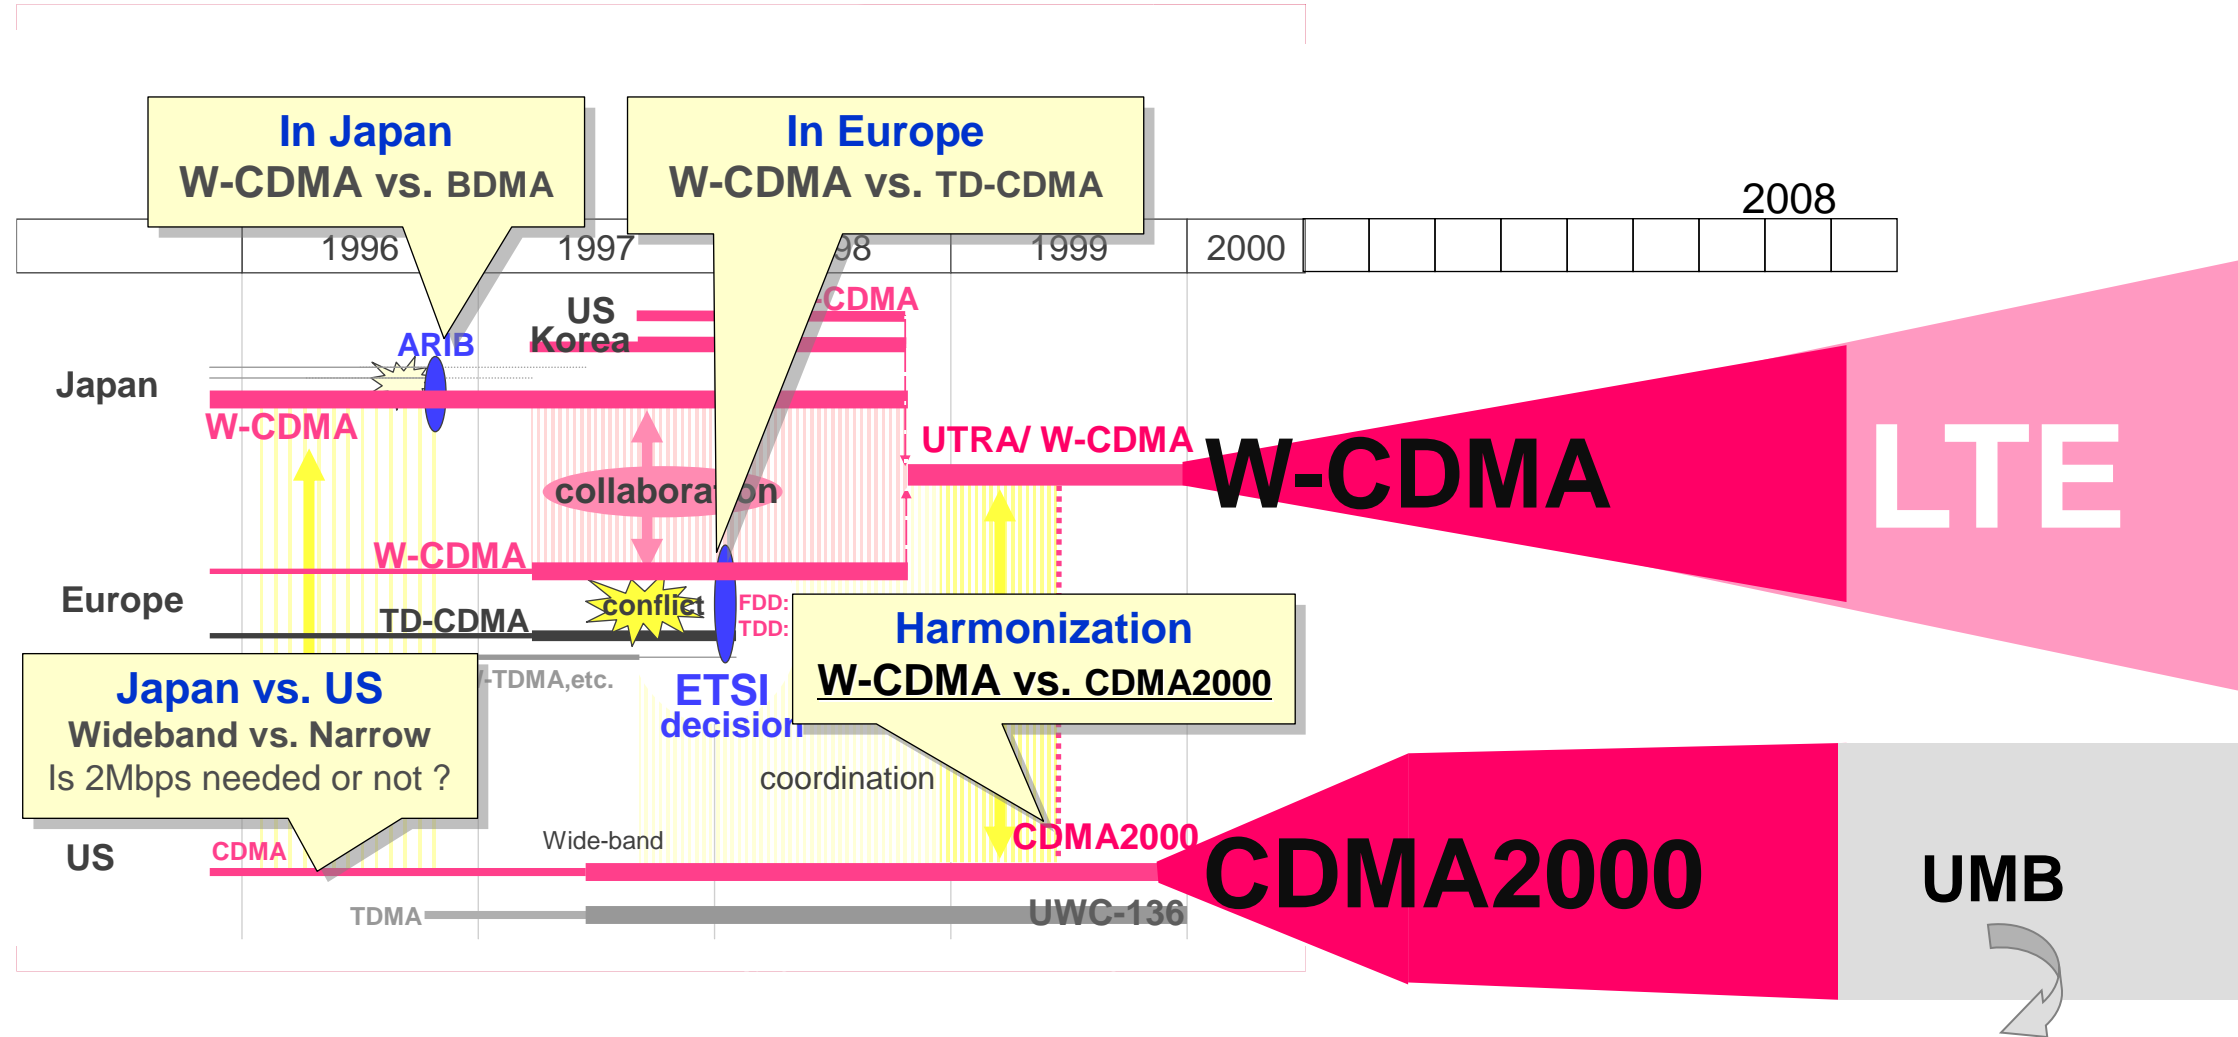 In Japan
W-CDMA vs. BDMA
In Europe
W-CDMA vs. TD-CDMA
2008
1996
1997
98
1999
2000
US
-CDMA
Korea
ARIB
Japan
W-CDMA
UTRA/ W-CDMA
W-CDMA
LTE
collabora on
W-CDMA
Europe
conflict
FDD:
TD-CDMA
TDD:
Harmonization
W-CDMA vs. CDMA2000
-TDMA,etc.
ETSI
decision
Japan vs. US
Wideband vs. Narrow
Is 2Mbps needed or not ?
coordination
Wide-band
CDMA2000
US
CDMA
CDMA2000
UMB
TDMA
UWC-136